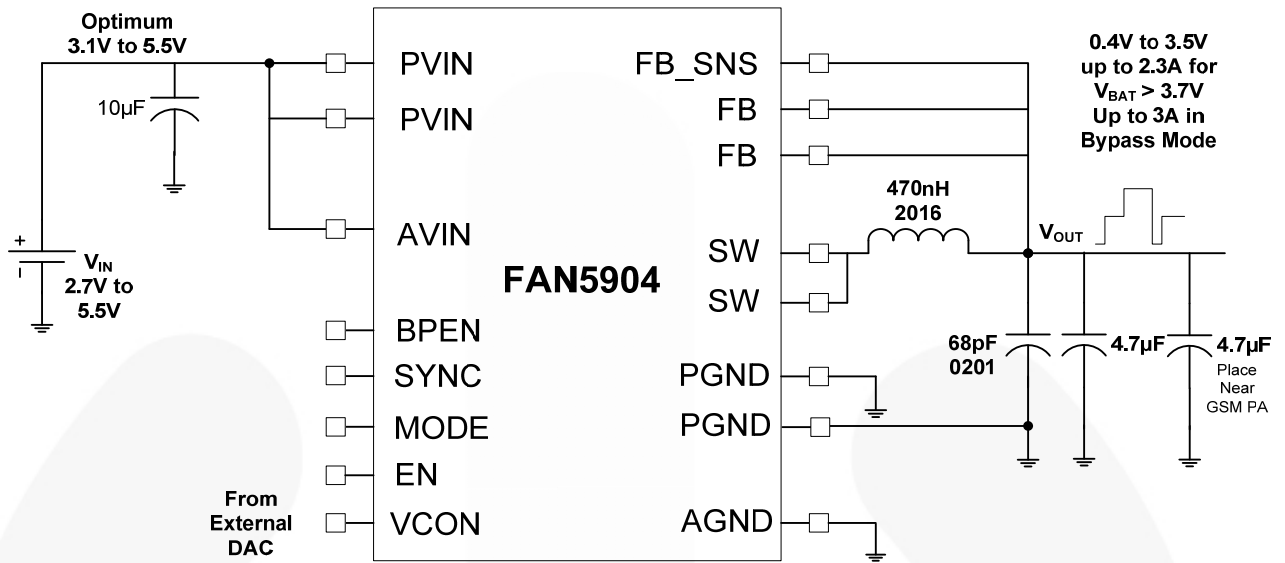 Optimum
3.1V to 5.5V
10µF
+
-
VIN
2.7V to
5.5V
From
External
DAC
PVIN
PVIN
AVIN
BPEN
SYNC
MODE
EN
VCON
FAN5904
FB_SNS
FB
FB
SW
SW
PGND
PGND
AGND
470nH
2016
VOUT
0.4V to 3.5V
up to 2.3A for
VBAT > 3.7V
Up to 3A in
Bypass Mode
68pF
0201
4.7µF
4.7µF
Place
Near
GSM PA